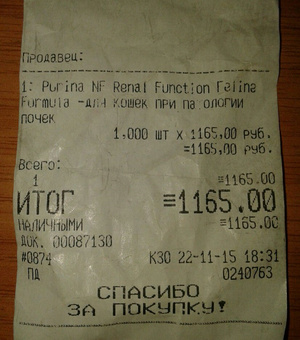 Продавец:
1: Purina NF Renal Function Feline
Formula -для кошек при патологии
почек
1,000 шт X 1165,00 руб.
=1165,00 руб.
Всего:
1 ≡1165.00
ИТОГ ≡1165.00
НАЛИЧНЫМИ ≡1165.00
ДОК. 00087130
#0874 К30 22-11-15 18:31
ПД 0240763
СПАСИБО
ЗА ПОКУПКУ!